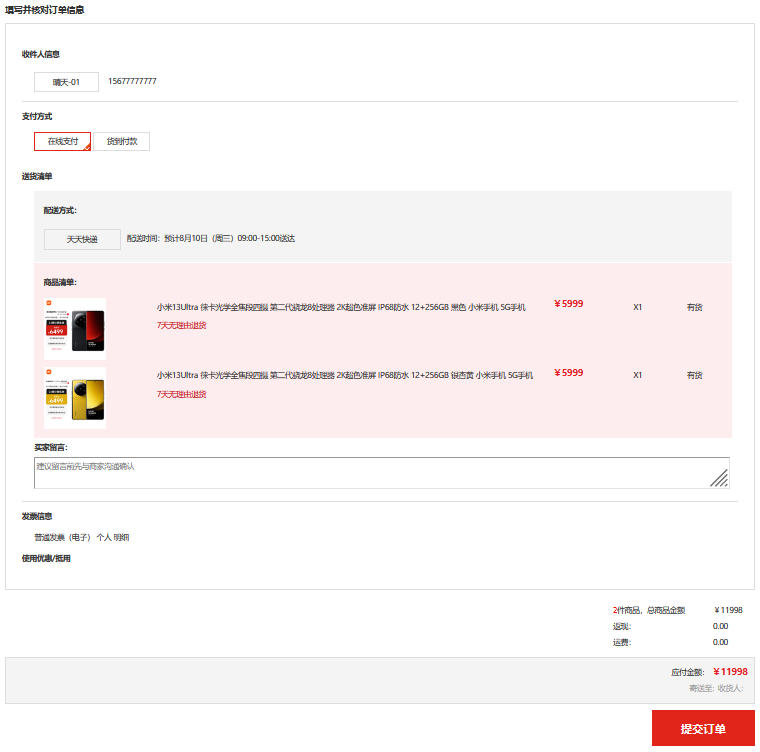 填写并核对订单信息
收件人信息
晴天-01 15677777777
支付方式
在线支付 货到付款
送货清单
配送方式：
天天快递 配送时间：预计8月10日（周三）09:00-15:00送达
商品清单：
小米13Ultra 徕卡光学全焦段四摄 第二代骁龙8处理器 2K超色准屏 IP68防水 12+256GB 黑色 小米手机 5G手机 ￥5999 X1 有货
7天无理由退货
6499
小米13Ultra 徕卡光学全焦段四摄 第二代骁龙8处理器 2K超色准屏 IP68防水 12+256GB 银杏黄 小米手机 5G手机 ￥5999 X1 有货
7天无理由退货
6499
买家留言：
建议留言前先与商家沟通确认
发票信息
普通发票（电子） 个人 明细
使用优惠/抵用
2件商品，总商品金额 ￥11998
返现： 0.00
运费： 0.00
应付金额： ￥11998
寄送至: 收货人:
提交订单